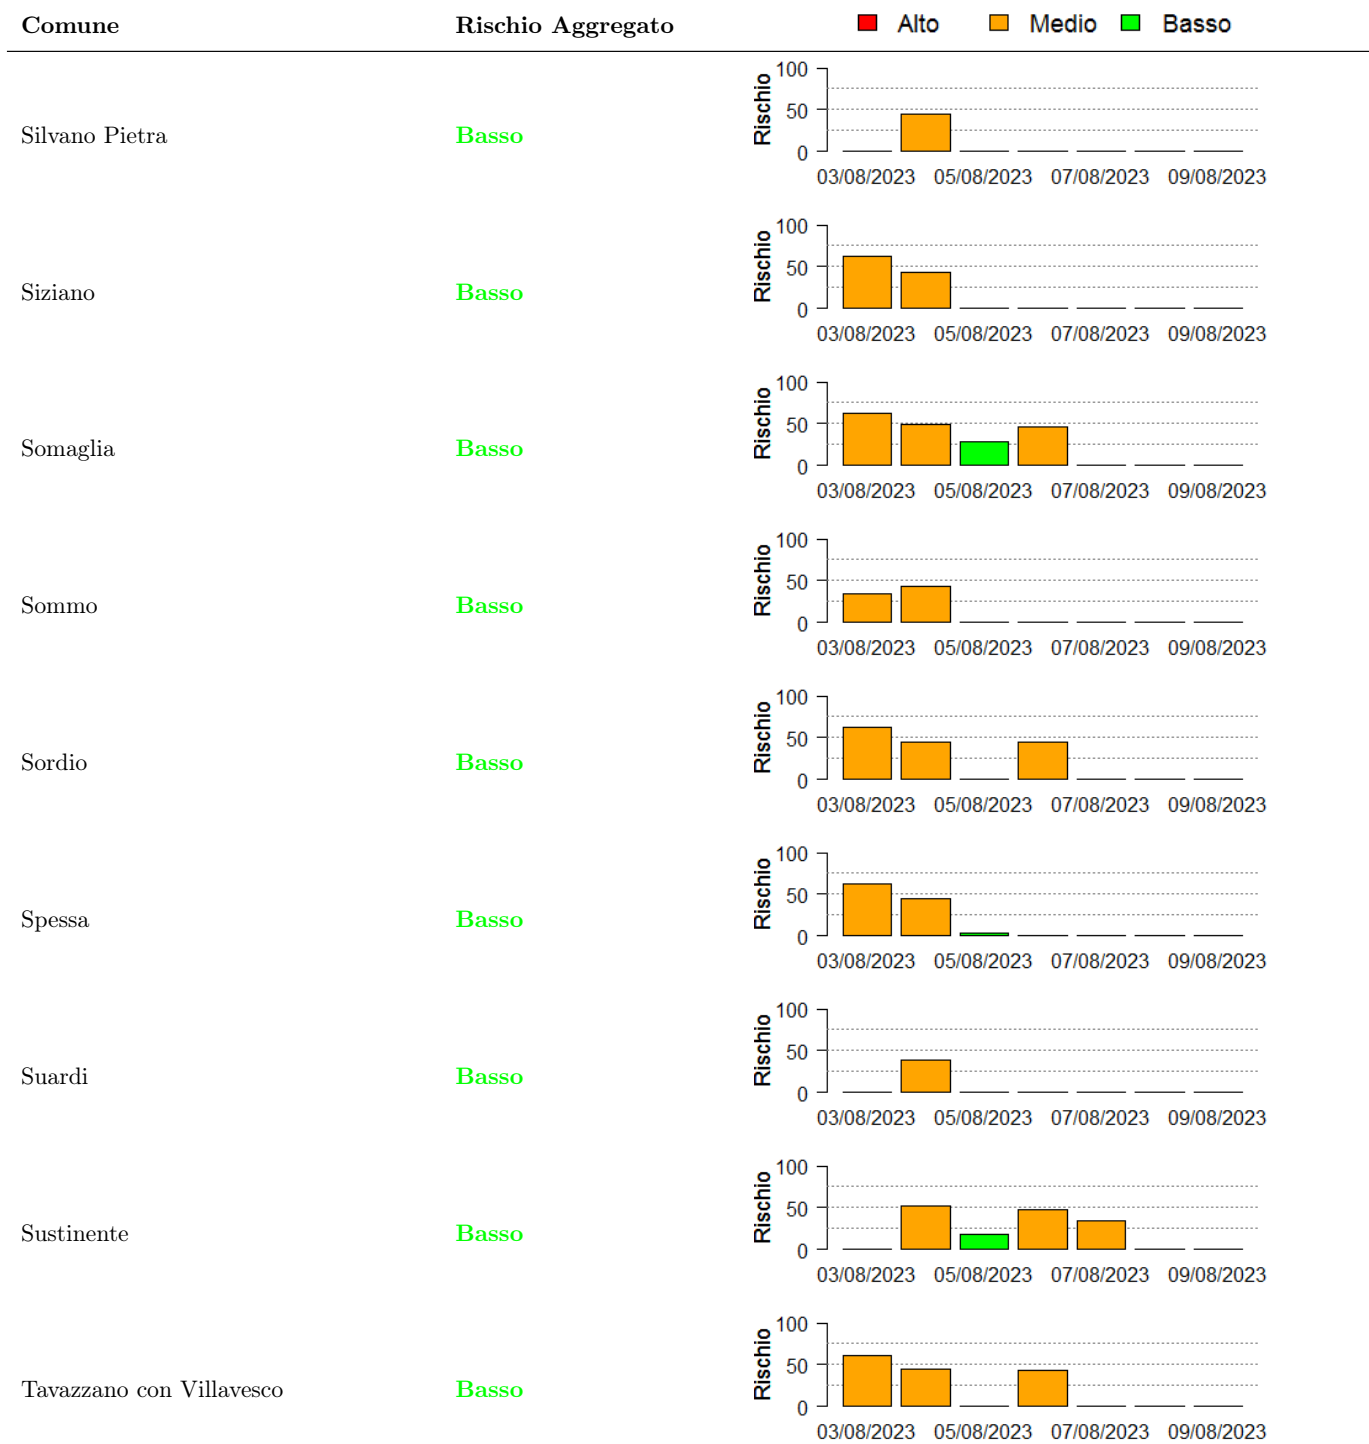 Comune Rischio Aggregato Alto Medio Basso
100
50
0
Rischio
Silvano Pietra Basso
03/08/2023 05/08/2023 07/08/2023 09/08/2023
100
50
0
Rischio
Siziano Basso
03/08/2023 05/08/2023 07/08/2023 09/08/2023
100
50
0
Rischio
Somaglia Basso
03/08/2023 05/08/2023 07/08/2023 09/08/2023
100
50
0
Rischio
Sommo Basso
03/08/2023 05/08/2023 07/08/2023 09/08/2023
100
50
0
Rischio
Sordio Basso
03/08/2023 05/08/2023 07/08/2023 09/08/2023
100
50
0
Rischio
Spessa Basso
03/08/2023 05/08/2023 07/08/2023 09/08/2023
100
50
0
Rischio
Suardi Basso
03/08/2023 05/08/2023 07/08/2023 09/08/2023
100
50
0
Rischio
Sustinente Basso
03/08/2023 05/08/2023 07/08/2023 09/08/2023
100
50
0
Rischio
Tavazzano con Villavesco Basso
03/08/2023 05/08/2023 07/08/2023 09/08/2023